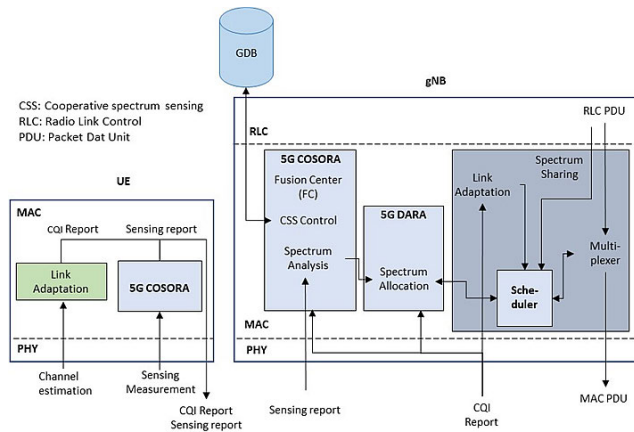 GDB
gNB
CSS: Cooperative spectrum sensing
RLC: Radio Link Control
PDU: Packet Dat Unit
RLC PDU
RLC
5G COSORA
Fusion Center
(FC)
CSS Control
Spectrum
Analysis
5G DARA
Spectrum
Allocation
Spectrum
Sharing
Link
Adaptation
Sche-
duler
Multi-
plexer
MAC
PHY
Sensing report
CQI
Report
MAC PDU
UE
MAC
CQI Report
Sensing report
Link
Adaptation
5G COSORA
PHY
Channel
estimation
Sensing
Measurement
CQI Report
Sensing report